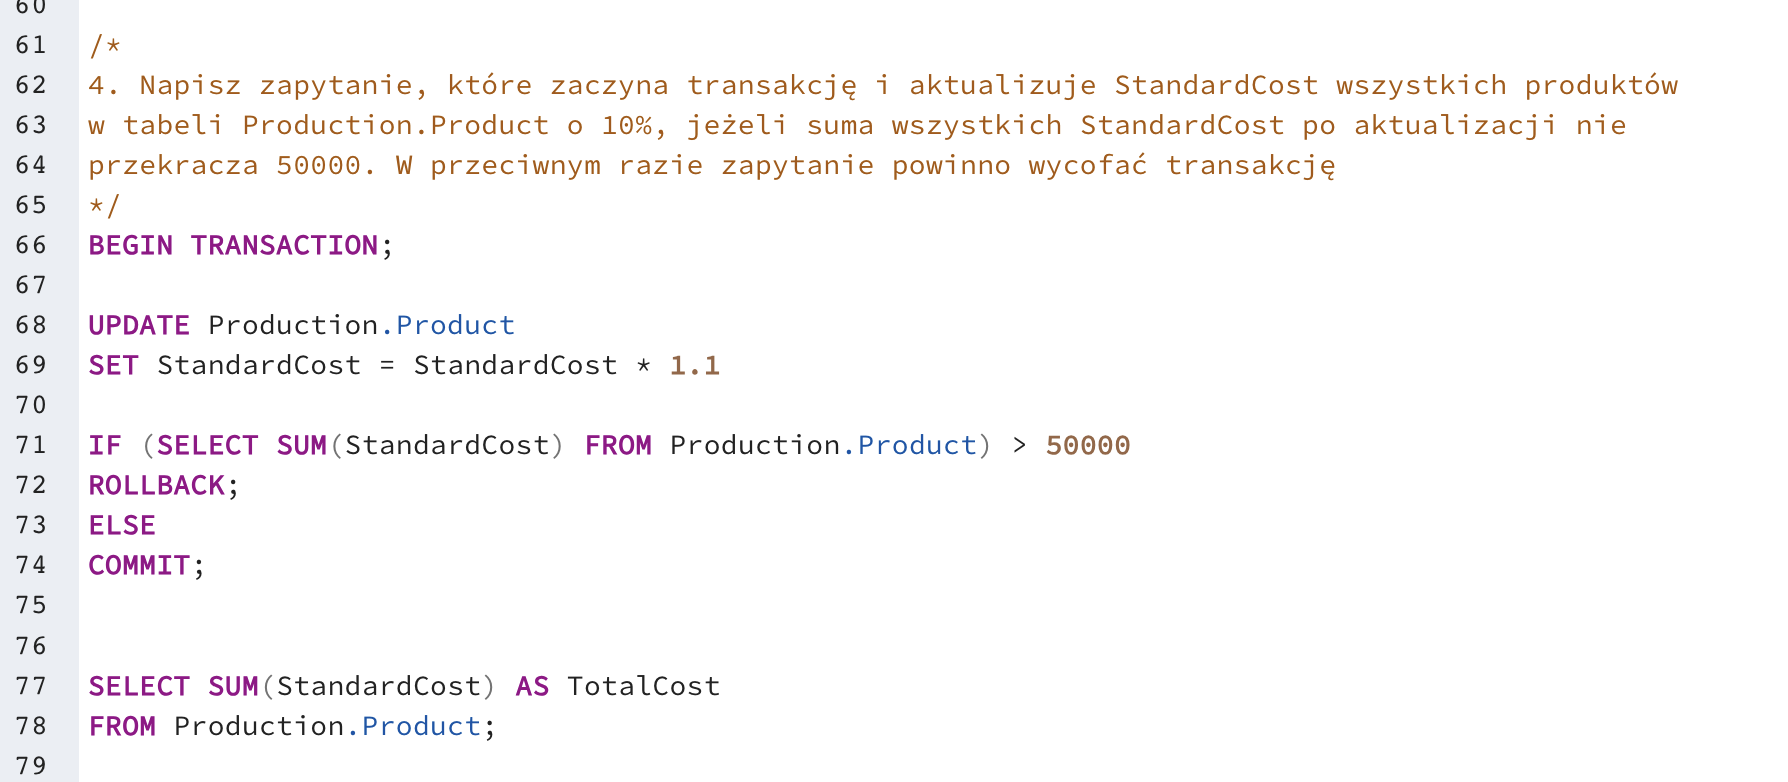 60
61 /*
62 4. Napisz zapytanie, które zaczyna transakcję i aktualizuje StandardCost wszystkich produktów
63 w tabeli Production.Product o 10%, jeżeli suma wszystkich StandardCost po aktualizacji nie
64 przekracza 50000. W przeciwnym razie zapytanie powinno wycofać transakcję
65 */
66 BEGIN TRANSACTION;
67
68 UPDATE Production.Product
69 SET StandardCost = StandardCost * 1.1
70
71 IF (SELECT SUM(StandardCost) FROM Production.Product) > 50000
72 ROLLBACK;
73 ELSE
74 COMMIT;
75
76
77 SELECT SUM(StandardCost) AS TotalCost
78 FROM Production.Product;
79